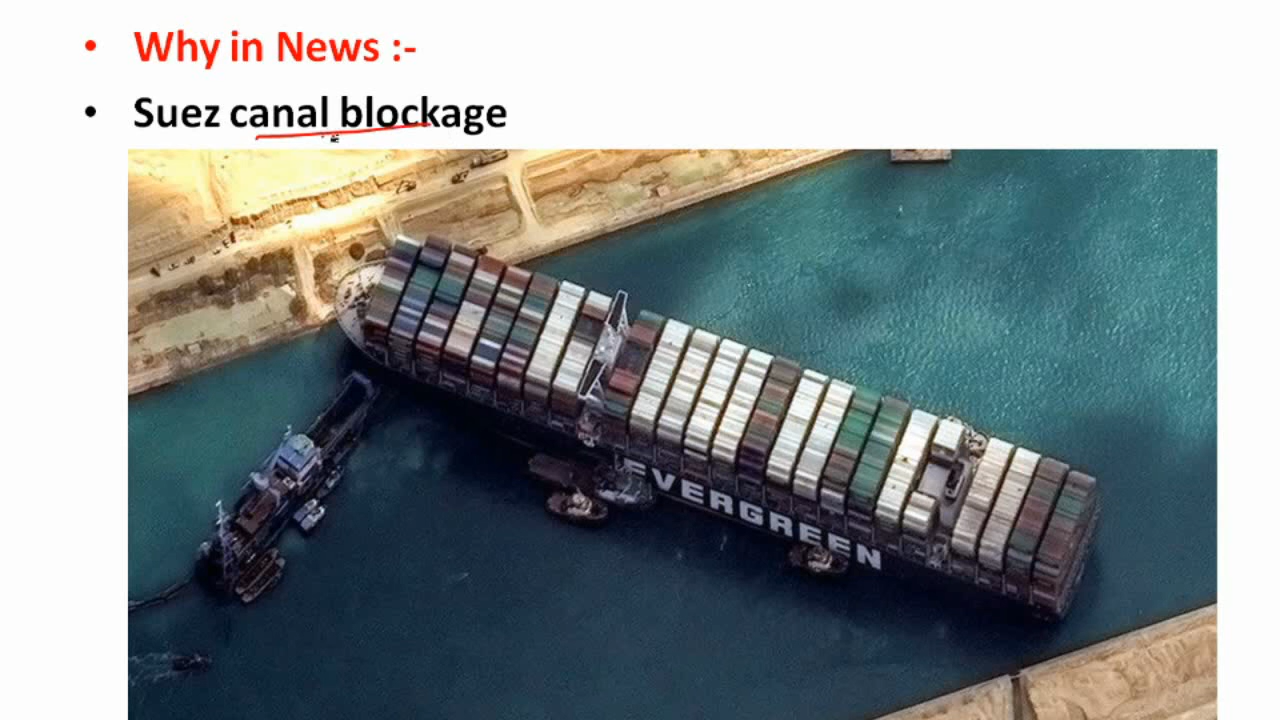 • Why in News :-
• Suez canal blockage
EVERGREEN